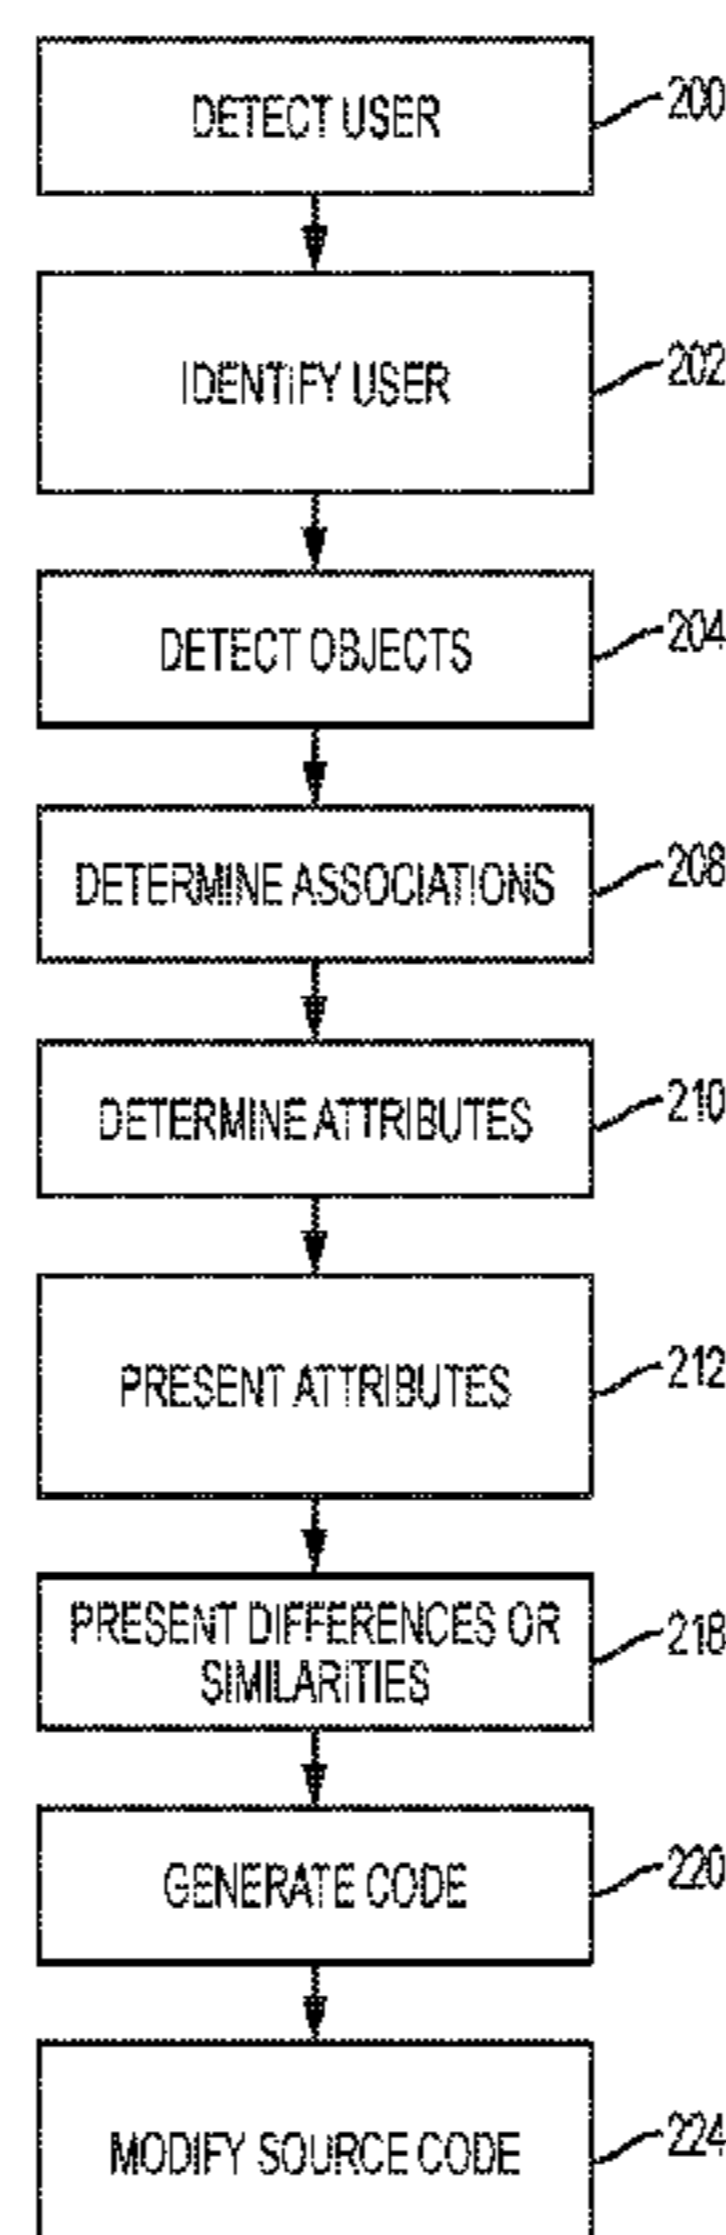 DETECT USER
200
IDENTIFY USER
202
DETECT OBJECTS
204
DETERMINE ASSOCIATIONS
208
DETERMINE ATTRIBUTES
210
PRESENT ATTRIBUTES
212
PRESENT DIFFERENCES OR
SIMILARITIES
218
GENERATE CODE
220
MODIFY SOURCE CODE
224